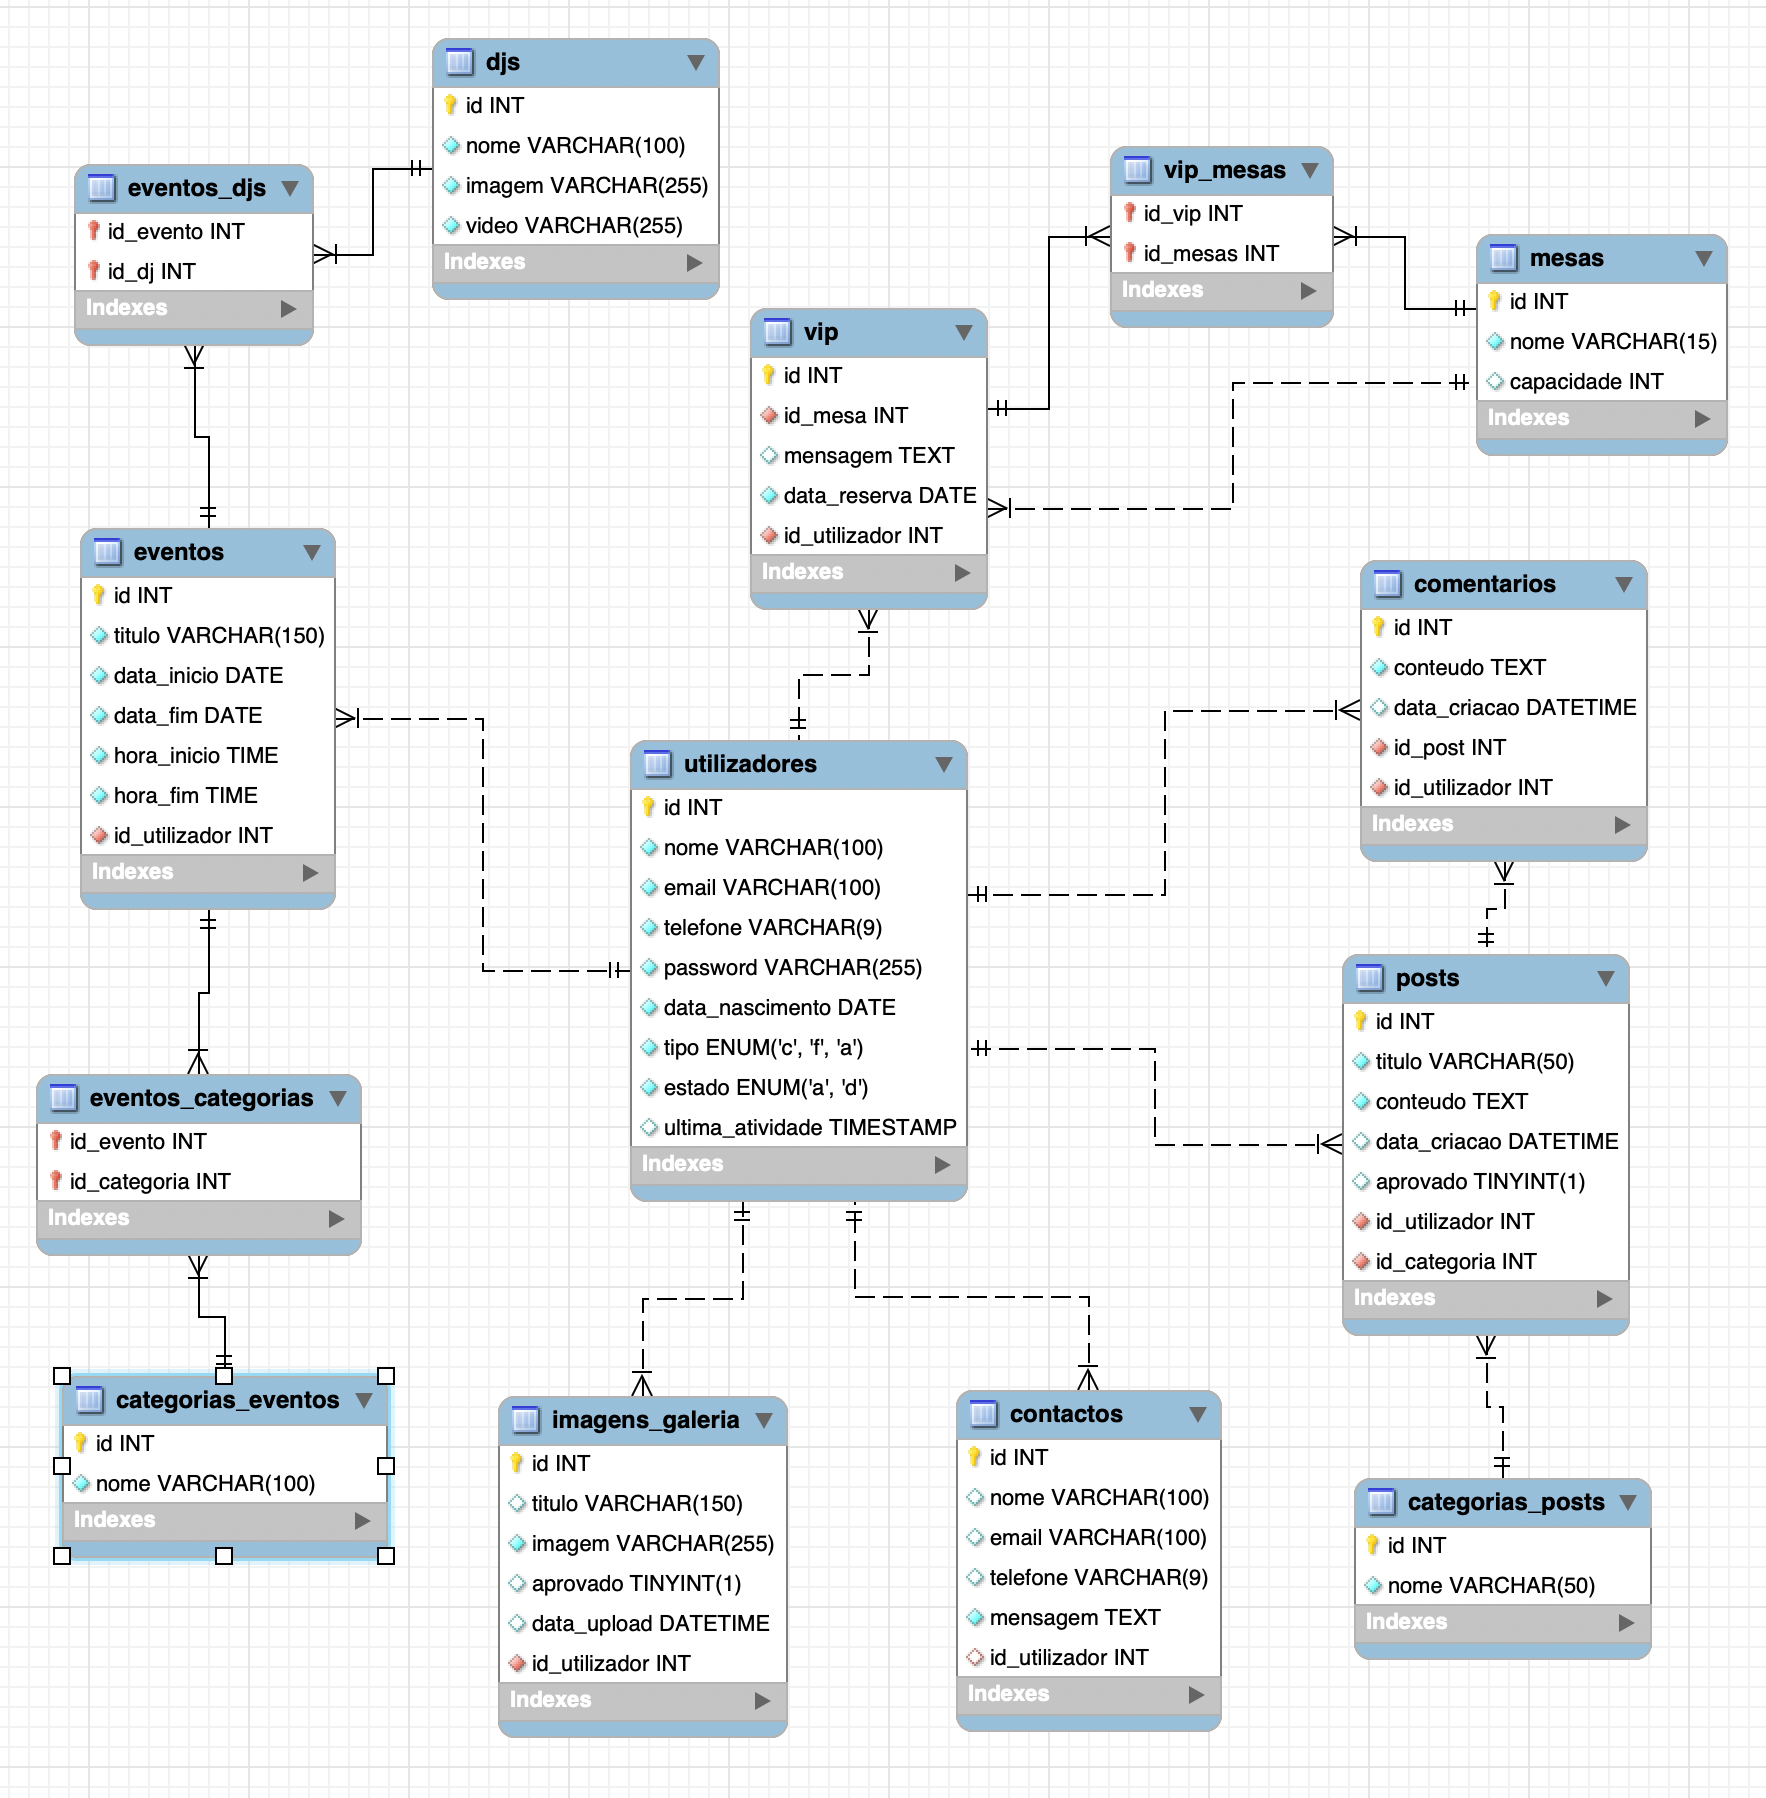 djs
id INT
nome VARCHAR(100)
imagem VARCHAR(255)
video VARCHAR(255)
Indexes
eventos_djs
id_evento INT
id_dj INT
Indexes
vip_mesas
id_vip INT
id_mesas INT
Indexes
mesas
id INT
nome VARCHAR(15)
capacidade INT
Indexes
vip
id INT
id_mesa INT
mensagem TEXT
data_reserva DATE
id_utilizador INT
Indexes
eventos
id INT
titulo VARCHAR(150)
data_inicio DATE
data_fim DATE
hora_inicio TIME
hora_fim TIME
id_utilizador INT
Indexes
comentarios
id INT
conteudo TEXT
data_criacao DATETIME
id_post INT
id_utilizador INT
Indexes
utilizadores
id INT
nome VARCHAR(100)
email VARCHAR(100)
telefone VARCHAR(9)
password VARCHAR(255)
data_nascimento DATE
tipo ENUM('c', 'f', 'a')
estado ENUM('a', 'd')
ultima_atividade TIMESTAMP
Indexes
posts
id INT
titulo VARCHAR(50)
conteudo TEXT
data_criacao DATETIME
aprovado TINYINT(1)
id_utilizador INT
id_categoria INT
Indexes
eventos_categorias
id_evento INT
id_categoria INT
Indexes
categorias_eventos
id INT
nome VARCHAR(100)
Indexes
imagens_galeria
id INT
titulo VARCHAR(150)
imagem VARCHAR(255)
aprovado TINYINT(1)
data_upload DATETIME
id_utilizador INT
Indexes
contactos
id INT
nome VARCHAR(100)
email VARCHAR(100)
telefone VARCHAR(9)
mensagem TEXT
id_utilizador INT
Indexes
categorias_posts
id INT
nome VARCHAR(50)
Indexes